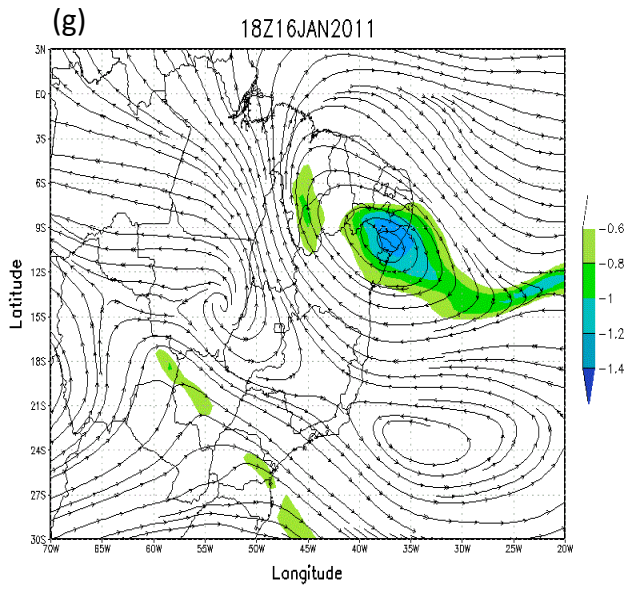 (g)
18Z16JAN2011
3N
EQ
3S
6S
9S
12S
15S
18S
21S
24S
27S
30S
Latitude
70W 65W 60W 55W 50W 45W 40W 35W 30W 25W 20W
Longitude
-0.6
-0.8
-1
-1.2
-1.4